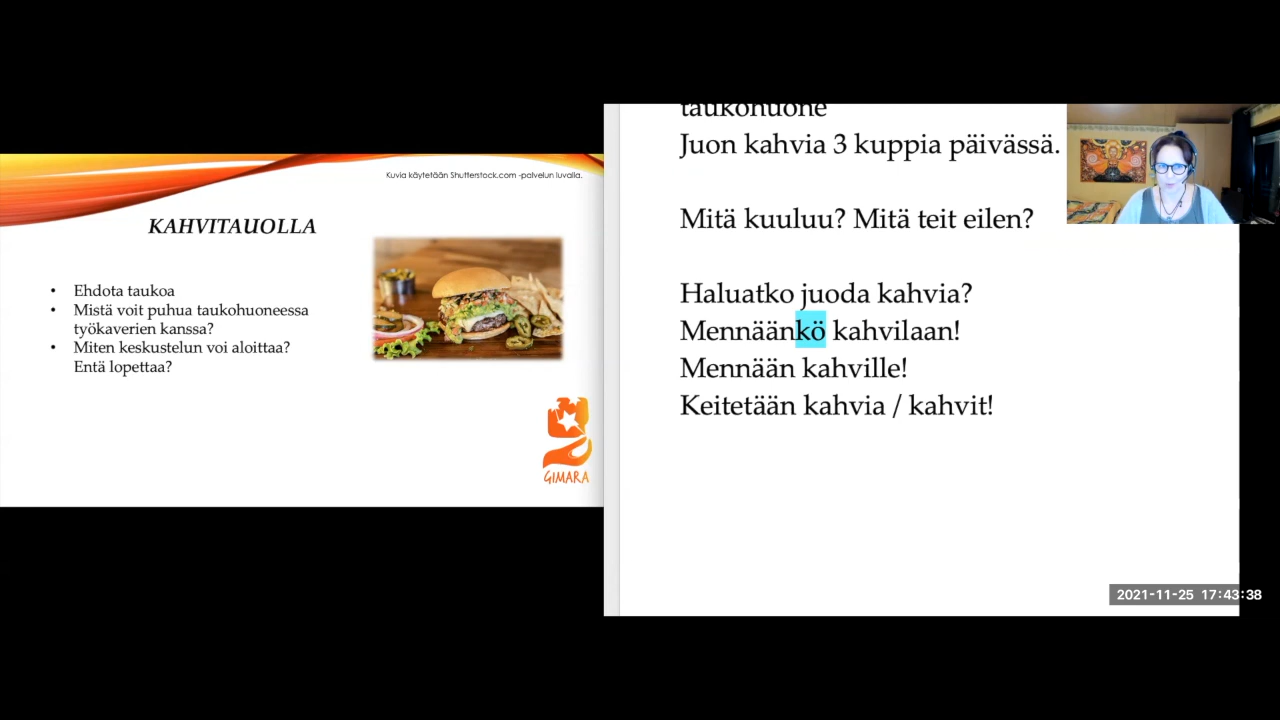 Kuvia käytetään Shutterstock.com -palvelun luvalla.
KAHVITAUOLLA
• Ehdota taukoa
• Mistä voit puhua taukohuoneessa
työkaverien kanssa?
• Miten keskustelun voi aloittaa?
Entä lopettaa?
GIMARA
taukohuone
Juon kahvia 3 kuppia päivässä.
Mitä kuuluu? Mitä teit eilen?
Haluatko juoda kahvia?
Mennäänkö kahvilaan!
Mennään kahville!
Keitetään kahvia / kahvit!
2021-11-25 17:43:38